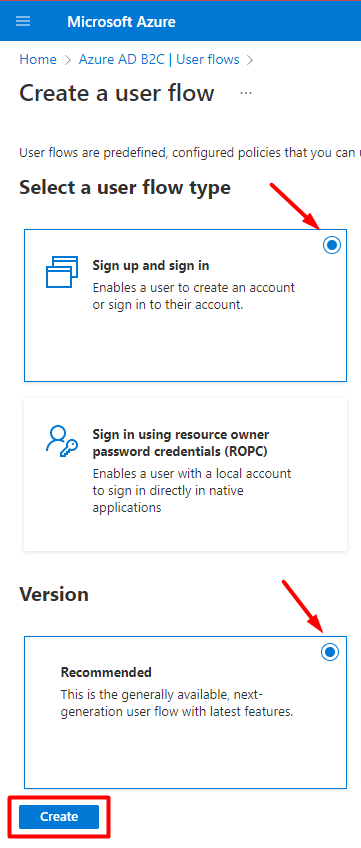 Microsoft Azure
Home > Azure AD B2C | User flows >
Create a user flow ...
User flows are predefined, configured policies that you can
Select a user flow type
Sign up and sign in
Enables a user to create an account
or sign in to their account.
Sign in using resource owner
password credentials (ROPC)
Enables a user with a local account
to sign in directly in native
applications
Version
Recommended
This is the generally available, next-
generation user flow with latest features.
Create